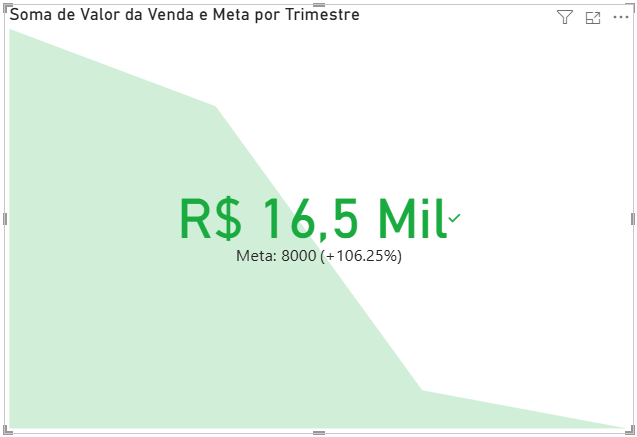 Soma de Valor da Venda e Meta por Trimestre
R$ 16,5 Mil
Meta: 8000 (+106.25%)